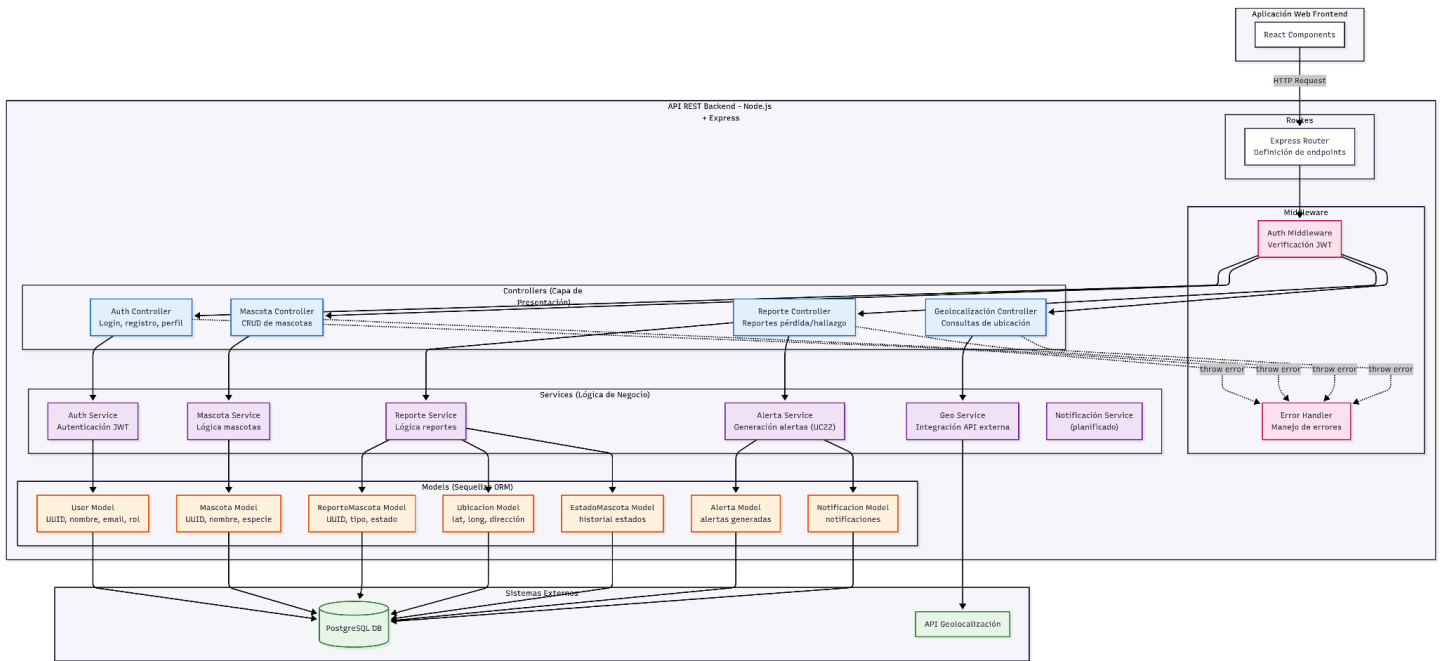 Aplicación Web Frontend
React Components
HTTP Request
API REST Backend - Node.js
+ Express
Routes
Express Router
Definición de endpoints
Middleware
Auth Middleware
Verificación JWT
Controllers (Capa de
Presentación)
Auth Controller
Login, registro, perfil
Mascota Controller
CRUD de mascotas
Reporte Controller
Reportes pérdida/hallazgo
Geolocalización Controller
Consultas de ubicación
throw error
throw error
throw error
throw error
Services (Lógica de Negocio)
Auth Service
Autenticación JWT
Mascota Service
Lógica mascotas
Reporte Service
Lógica reportes
Alerta Service
Generación alertas (UC22)
Geo Service
Integración API externa
Notificación Service
(planificado)
Error Handler
Manejo de errores
Models (Sequelize ORM)
User Model
UUID, nombre, email, rol
Mascota Model
UUID, nombre, especie
ReporteMascota Model
UUID, tipo, estado
Ubicacion Model
lat, long, dirección
EstadoMascota Model
historial estados
Alerta Model
alertas generadas
Notificacion Model
notificaciones
Sistemas Externos
PostgreSQL DB
API Geolocalización